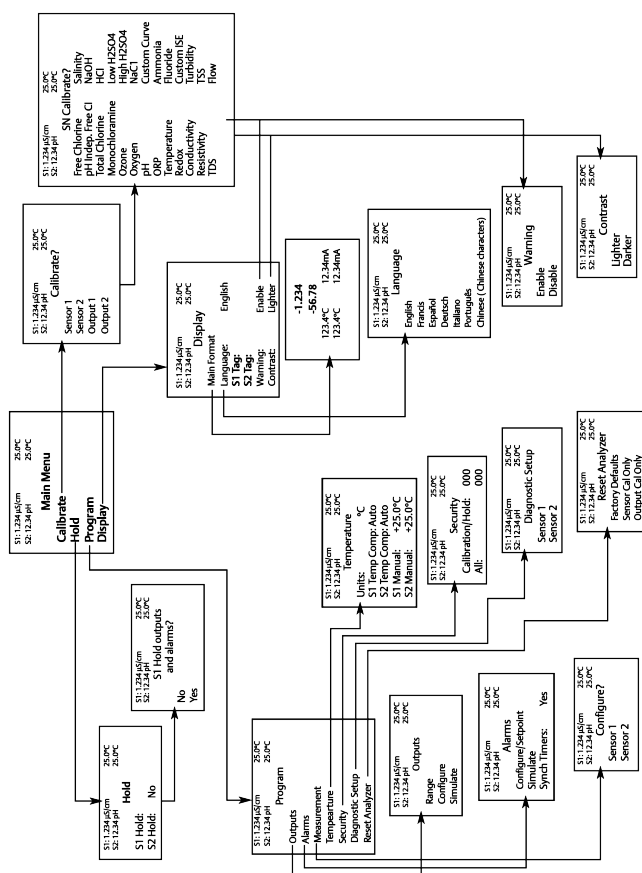 S1: 1.234 µS/cm 25.0ºC
S2: 12.34 pH 25.0ºC
Main Menu
Calibrate
Hold
Program
Display
S1: 1.234 µS/cm 25.0ºC
S2: 12.34 pH 25.0ºC
Calibrate?
Sensor 1
Sensor 2
Output 1
Output 2
S1: 1.234 µS/cm 25.0ºC
S2: 12.34 pH 25.0ºC
SN Calibrate?
Free Chlorine Salinity
pH Indep. Free Cl NaOH
Total Chlorine HCl
Monochloramine Low H2SO4
Ozone High H2SO4
Oxygen NaC1
pH Custom Curve
ORP Ammonia
Temperature Fluoride
Redox Custom ISE
Conductivity Turbidity
Resistivity TSS
TDS Flow
S1: 1.234 µS/cm 25.0ºC
S2: 12.34 pH 25.0ºC
Hold
S1 Hold:
S2 Hold: No
S1: 1.234 µS/cm 25.0ºC
S2: 12.34 pH 25.0ºC
S1 Hold outputs
and alarms?
No
Yes
S1: 1.234 µS/cm 25.0ºC
S2: 12.34 pH 25.0ºC
Display
Main Format
Language: English
S1 Tag:
S2 Tag:
Warning: Enable
Contrast: Lighter
-1.234
-56.78
123.4ºC 12.34mA
123.4ºC 12.34mA
S1: 1.234 µS/cm 25.0ºC
S2: 12.34 pH 25.0ºC
Language
English
Francis
Español
Deutsch
Italiano
Português
Chinese ( Chinese characters)
S1: 1.234 µS/cm 25.0ºC
S2: 12.34 pH 25.0ºC
Warning
Enable
Disable
S1: 1.234 µS/cm 25.0ºC
S2: 12.34 pH 25.0ºC
Contrast
Lighter
Darker
S1: 1.234 µS/cm 25.0ºC
S2: 12.34 pH 25.0ºC
Program
Outputs
Alarms
Measurement
Tempearture
Security
Diagnostic Setup
Reset Analyzer
S1: 1.234 µS/cm 25.0ºC
S2: 12.34 pH 25.0ºC
Temperature
Units: ºC
S1 Temp Comp: Auto
S2 Temp Comp: Auto
S1 Manual: +25.0ºC
S2 Manual: +25.0ºC
S1: 1.234 µS/cm 25.0ºC
S2: 12.34 pH 25.0ºC
Security
Calibration/Hold: 000
All: 000
S1: 1.234 µS/cm 25.0ºC
S2: 12.34 pH 25.0ºC
Diagnostic Setup
Sensor 1
Sensor 2
S1: 1.234 µS/cm 25.0ºC
S2: 12.34 pH 25.0ºC
Reset Analyzer
Factory Defaults
Sensor Cal Only
Output Cal Only
S1: 1.234 µS/cm 25.0ºC
S2: 12.34 pH 25.0ºC
Outputs
Range
Configure
Simulate
S1: 1.234 µS/cm 25.0ºC
S2: 12.34 pH 25.0ºC
Alarms
Configure/Setpoint
Simulate
Synch Timers: Yes
S1: 1.234 µS/cm 25.0ºC
S2: 12.34 pH 25.0ºC
Configure?
Sensor 1
Sensor 2